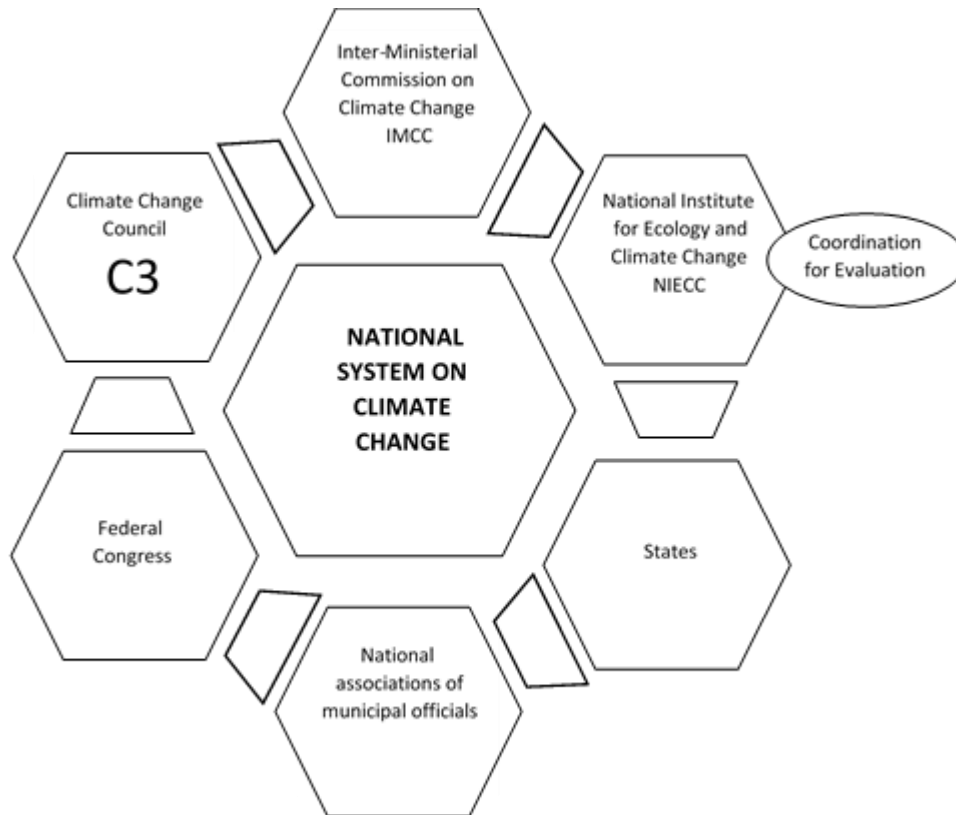 Inter-Ministerial
Commission on
Climate Change
IMCC
Climate Change
Council
C3
National Institute
for Ecology and
Climate Change
NIECC
Coordination
for Evaluation
NATIONAL
SYSTEM ON
CLIMATE
CHANGE
Federal
Congress
States
National
associations of
municipal officials